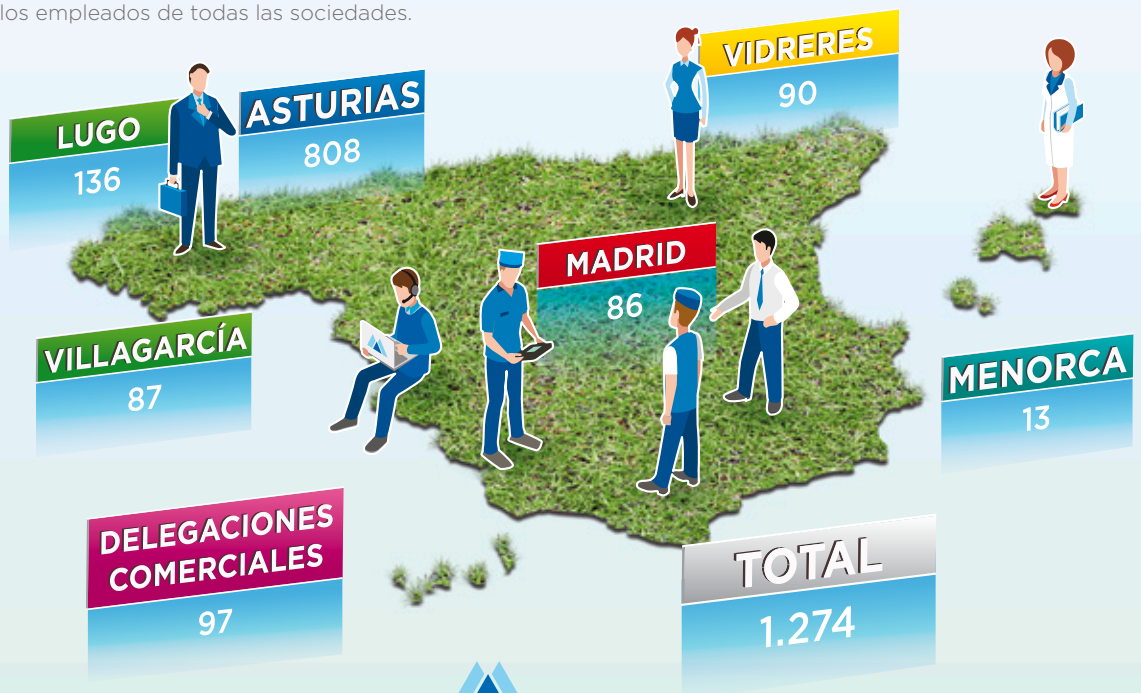 los empleados de todas las sociedades.
VIDRERES
90
ASTURIAS
808
LUGO
136
MADRID
86
VILLAGARCÍA
87
MENORCA
13
DELEGACIONES
COMERCIALES
97
TOTAL
1.274